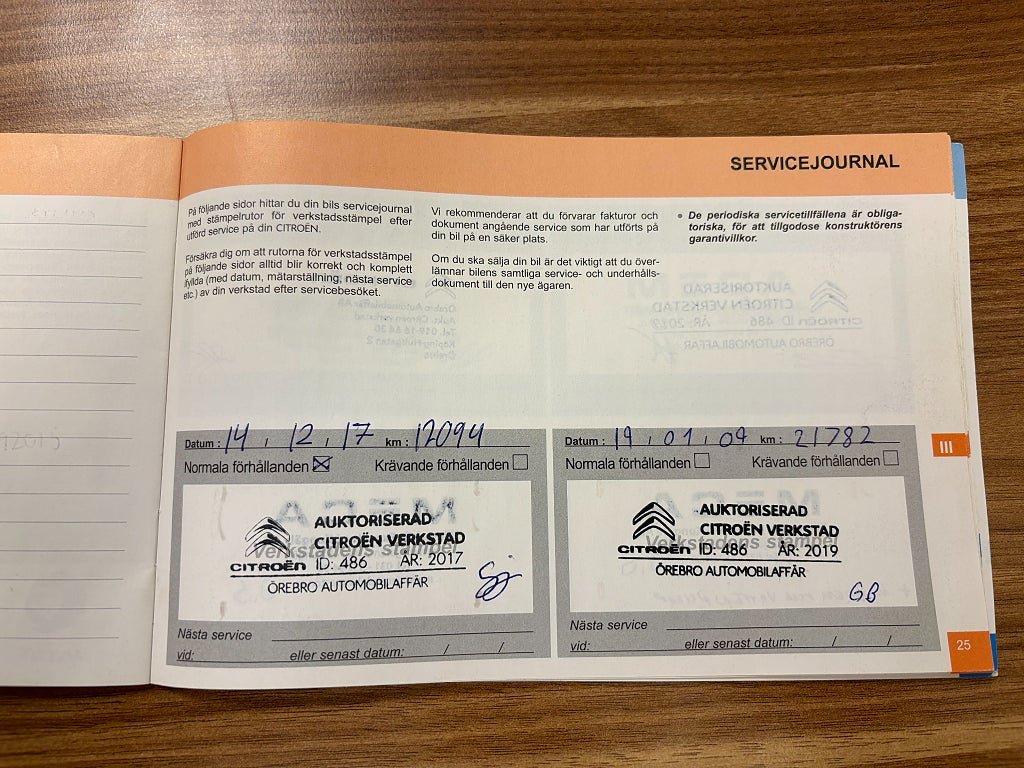 SERVICEJOURNAL
På följande sidor hittar du din bils servicejournal
med stämpelrutor för verkstadsstämpel efter
utförd service på din CITROËN.
Försäkra dig om att rutorna för verkstadsstämpel
på följande sidor alltid blir korrekt och komplett
ifyllda (med datum, mätarställning, nästa service
etc.) av din verkstad efter servicebesöket.
Vi rekommenderar att du förvarar fakturor och
dokument angående service som har utförts på
din bil på en säker plats.
Om du ska sälja din bil är det viktigt att du över-
lämnar bilens samtliga service- och underhålls-
dokument till den nye ägaren.
• De periodiska servicetillfällena är obliga-
toriska, för att tillgodose konstruktörens
garantivillkor.
Datum : 14 / 12 / 17 km : 12094
Normala förhållanden ☒ Krävande förhållanden ☐
Verkstadens stämpel
AUKTORISERAD
CITROËN VERKSTAD
CITROËN ID: 486 ÅR: 2017
ÖREBRO AUTOMOBILAFFÄR
Nästa service
vid: eller senast datum: / /
Datum : 19 / 01 / 09 km : 21782
Normala förhållanden ☐ Krävande förhållanden ☐
Verkstadens stämpel
AUKTORISERAD
CITROËN VERKSTAD
CITROËN ID: 486 ÅR: 2019
ÖREBRO AUTOMOBILAFFÄR
GB
Nästa service
vid: eller senast datum: / /
III
25